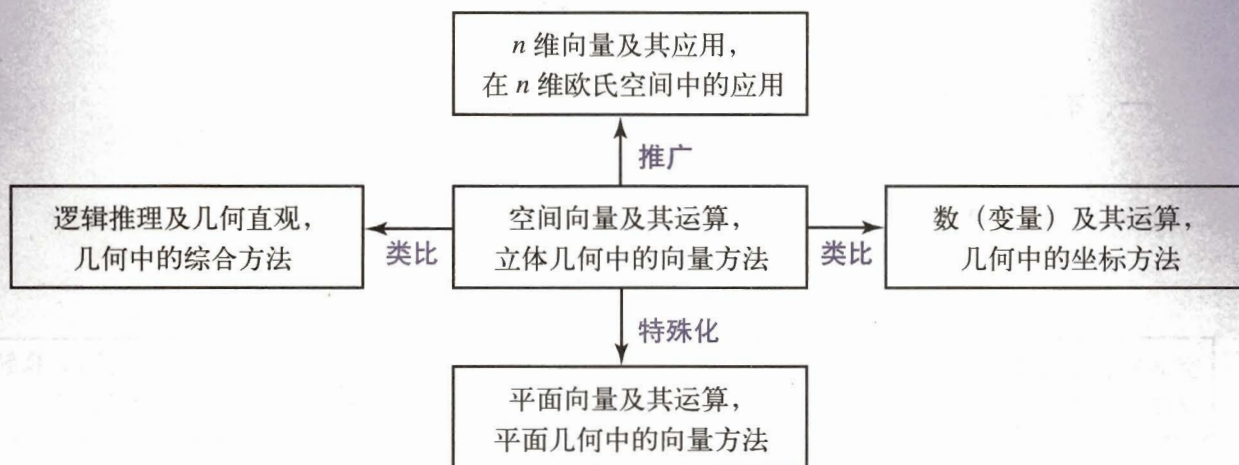 n 维向量及其应用，
在 n 维欧氏空间中的应用
推广
逻辑推理及几何直观，
几何中的综合方法
类比
空间向量及其运算，
立体几何中的向量方法
类比
数（变量）及其运算，
几何中的坐标方法
特殊化
平面向量及其运算，
平面几何中的向量方法